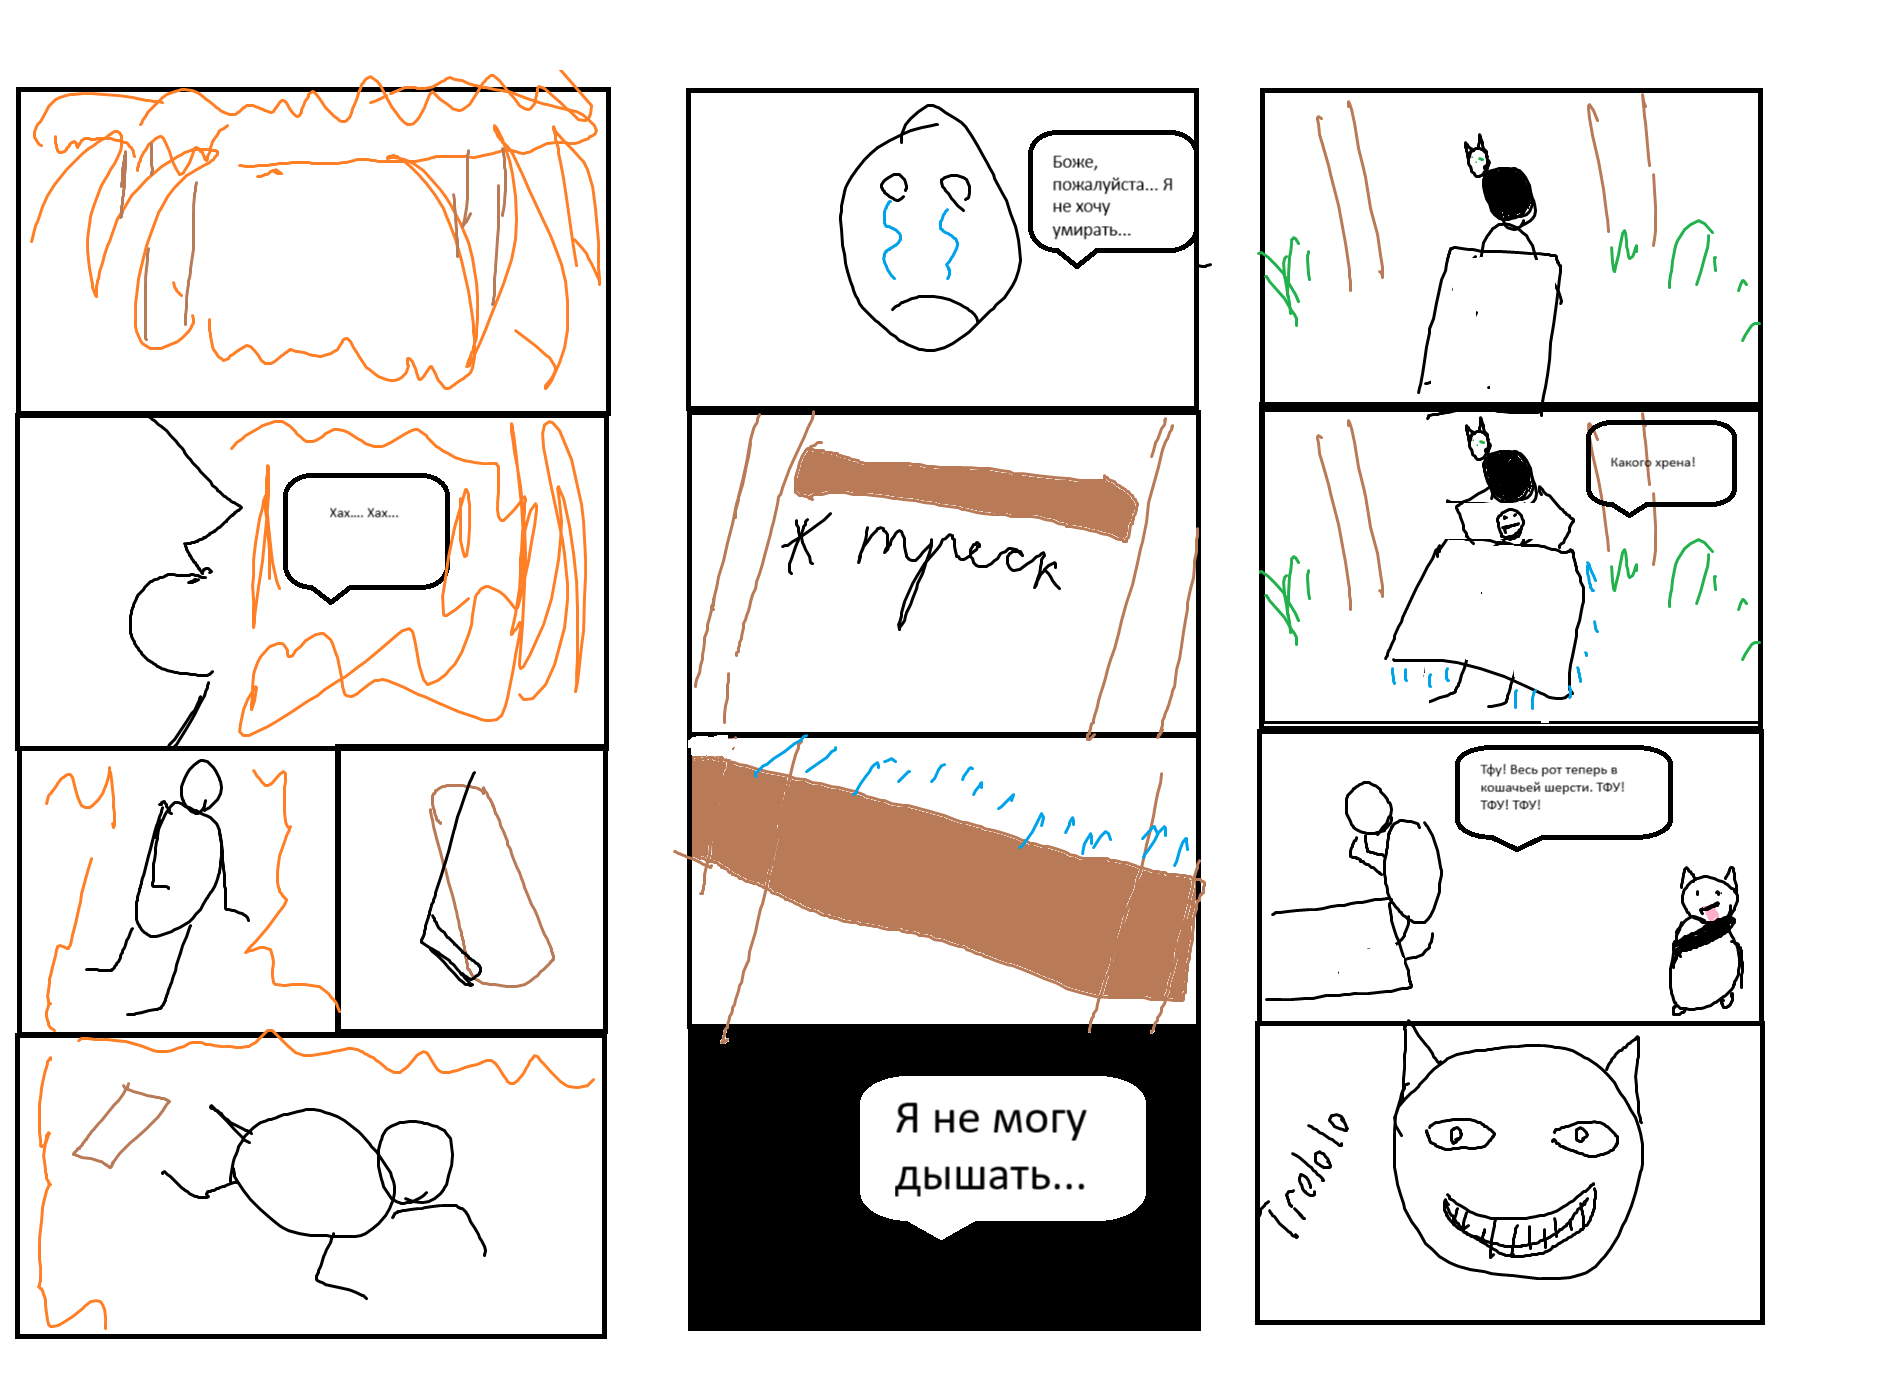 Хах.... Хах...
Боже,
пожалуйста... Я
не хочу
умирать...
* треск
Я не могу
дышать...
Какого хрена!
Тфу! Весь рот теперь в
кошачьей шерсти. ТФУ!
ТФУ! ТФУ!
Trololo